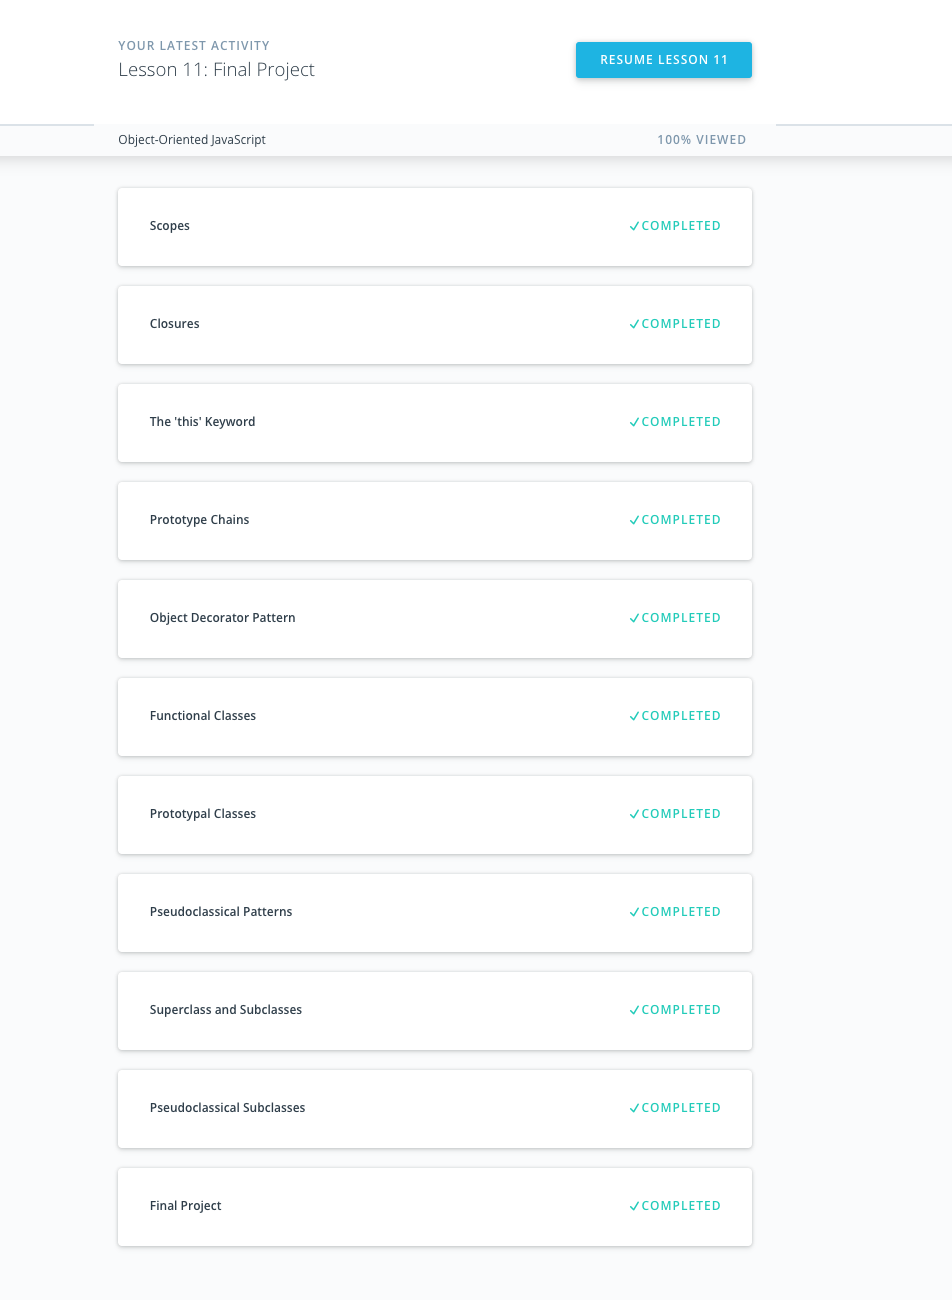 YOUR LATEST ACTIVITY
Lesson 11: Final Project
RESUME LESSON 11
Object-Oriented JavaScript
100% VIEWED
Scopes
✓COMPLETED
Closures
✓COMPLETED
The 'this' Keyword
✓COMPLETED
Prototype Chains
✓COMPLETED
Object Decorator Pattern
✓COMPLETED
Functional Classes
✓COMPLETED
Prototypal Classes
✓COMPLETED
Pseudoclassical Patterns
✓COMPLETED
Superclass and Subclasses
✓COMPLETED
Pseudoclassical Subclasses
✓COMPLETED
Final Project
✓COMPLETED